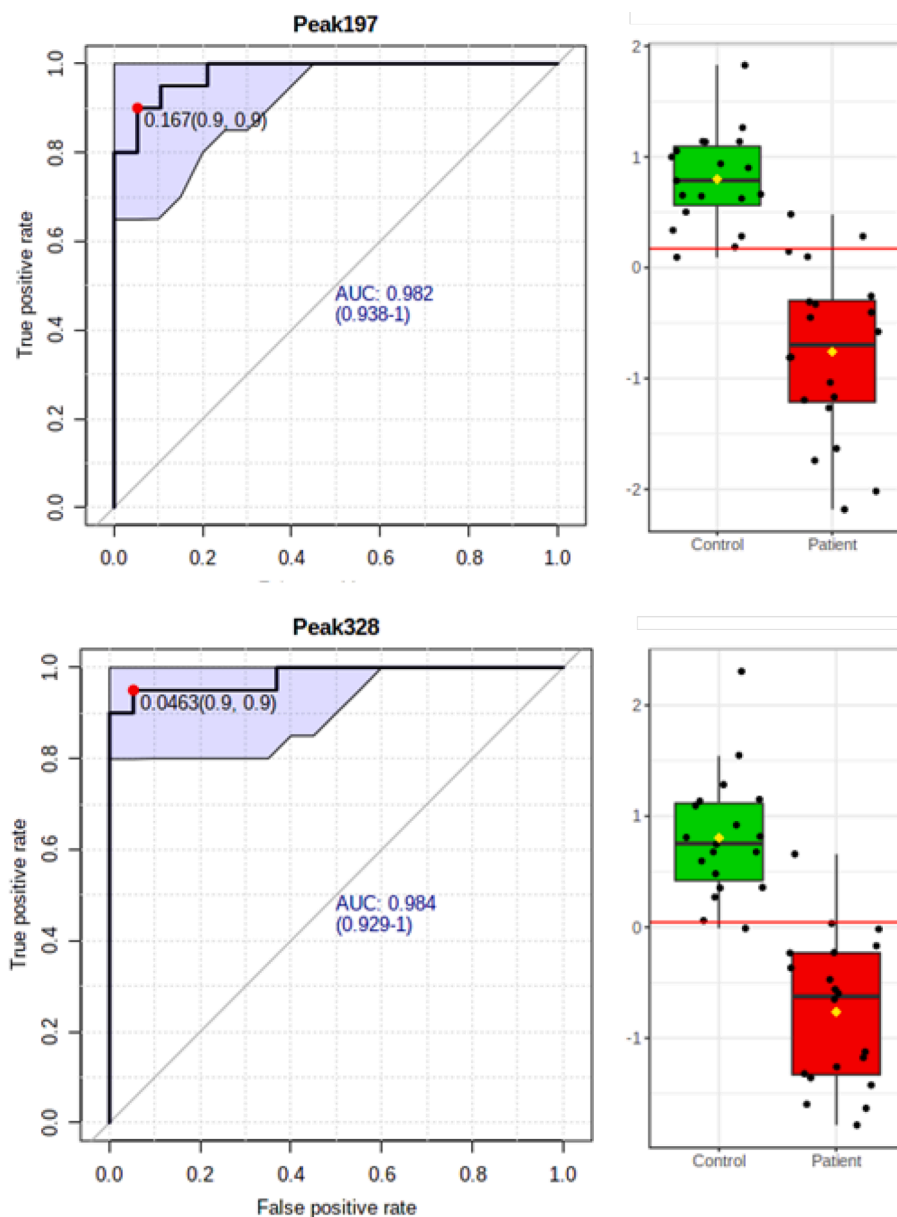 Peak197
True positive rate
1.0
0.8
0.6
0.4
0.2
0.0
0.167(0.9, 0.9)
AUC: 0.982
(0.938-1)
0.0 0.2 0.4 0.6 0.8 1.0
2
1
0
-1
-2
Control Patient
Peak328
True positive rate
1.0
0.8
0.6
0.4
0.2
0.0
0.0463(0.9, 0.9)
AUC: 0.984
(0.929-1)
0.0 0.2 0.4 0.6 0.8 1.0
False positive rate
2
1
0
-1
Control Patient